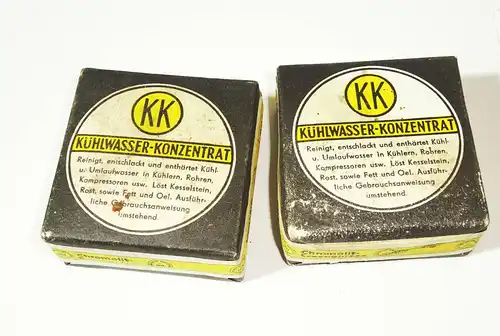 KK
KÜHLWASSER-KONZENTRAT
Reinigt, entschlackt und enthärtet Kühl-
u. Umlaufwasser in Kühlern, Rohren,
Kompressoren usw. Löst Kesselstein,
Rost, sowie Fett und Oel. Ausführ-
liche Gebrauchsanweisung
umstehend.
KK
KÜHLWASSER-KONZENTRAT
Reinigt, entschlackt und enthärtet Kühl-
u. Umlaufwasser in Kühlern, Rohren,
Kompressoren usw. Löst Kesselstein,
Rost, sowie Fett und Oel. Ausführ-
liche Gebrauchsanweisung
umstehend.